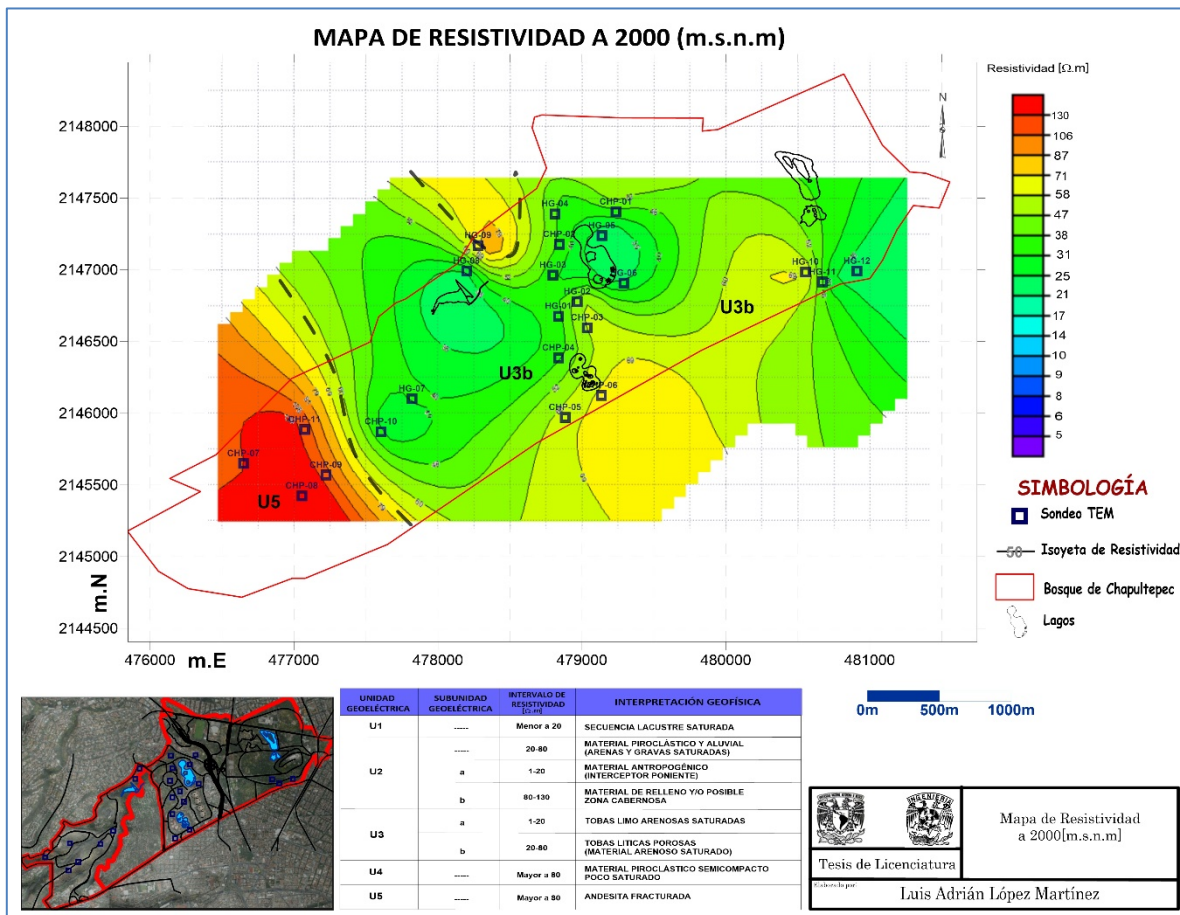 MAPA DE RESISTIVIDAD A 2000 (m.s.n.m)
Resistividad [Ω.m]
N
2148000
2147500
2147000
2146500
2146000
2145500
2145000
2144500
m.N
476000
477000
478000
479000
480000
481000
m.E
HG-04
CHP-01
HG-09
CHP-02
HG-05
HG-08
HG-03
HG-06
HG-10
HG-11
HG-12
HG-02
HG-01
CHP-03
U3b
CHP-04
U3b
HG-07
CHP-05
CHP-10
CHP-11
CHP-07
CHP-09
CHP-08
U5
130
106
87
71
58
47
38
31
25
21
17
14
10
9
9
8
6
5
SIMBOLOGÍA
Sondeo TEM
50 Isoyeta de Resistividad
Bosque de Chapultepec
Lagos
0m 500m 1000m
UNIDAD GEOELÉCTRICA SUBUNIDAD GEOELÉCTRICA INTERVALO DE RESISTIVIDAD [Ω.m] INTERPRETACIÓN GEOFÍSICA
U1 ----- Menor a 20 SECUENCIA LACUSTRE SATURADA
U2 ----- 20-80 MATERIAL PIROCLÁSTICO Y ALUVIAL (ARENAS Y GRAVAS SATURADAS)
a 1-20 MATERIAL ANTROPOGÉNICO (INTERCEPTOR PONIENTE)
b 80-130 MATERIAL DE RELLENO Y/O POSIBLE ZONA CABERNOSA
U3 a 1-20 TOBAS LIMO ARENOSAS SATURADAS
b 20-80 TOBAS LITICAS POROSAS (MATERIAL ARENOSO SATURADO)
U4 ----- Mayor a 80 MATERIAL PIROCLÁSTICO SEMICOMPACTO POCO SATURADO
U5 ----- Mayor a 80 ANDESITA FRACTURADA
INGENIERIA
Mapa de Resistividad
a 2000[m.s.n.m]
Tesis de Licenciatura
Elaborado por:
Luis Adrián López Martínez